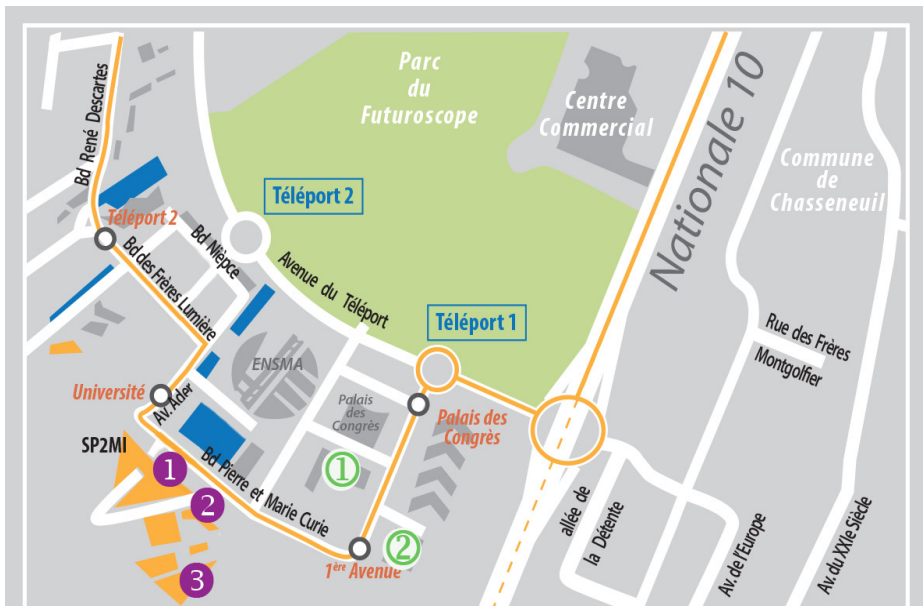 Parc
du
Futuroscope
Centre
Commercial
Nationale 10
Commune
de
Chasseneuil
Bd René Descartes
Téléport 2
Téléport 2
Bd Nièpce
Bd des Frères Lumière
Avenue du Téléport
Téléport 1
Rue des Frères
Montgolfier
ENSMA
Université
Av. Ader
Palais
des
Congrès
Palais des
Congrès
SP2MI
Bd Pierre et Marie Curie
1
2
3
1
2
1ère Avenue
allée de
la Détente
Av. de l'Europe
Av. du XXIe Siècle